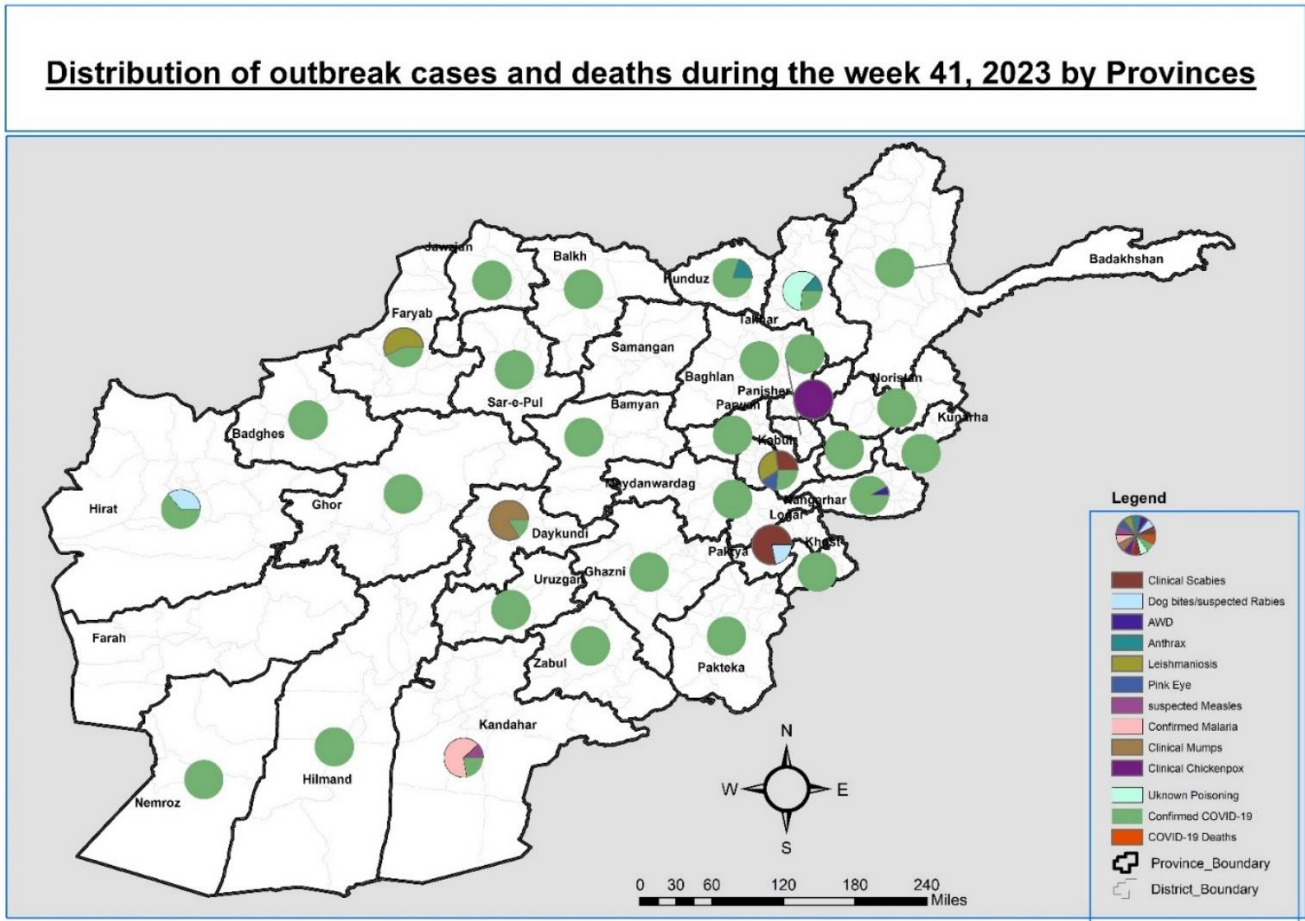 Distribution of outbreak cases and deaths during the week 41, 2023 by Provinces
Jawzjan
Balkh
Kunduz
Badakhshan
Takhar
Faryab
Samangan
Baghlan
Noristan
Panjsher
Sar-e-Pul
Bamyan
Parwan
Kunarha
Badghes
Kabul
Hirat
Ghor
Meydanwardag
Nangarhar
Logar
Daykundi
Paktya
Khost
Uruzgan
Ghazni
Farah
Zabul
Pakteka
Kandahar
Hilmand
Nemroz
N
W
E
S
0 30 60 120 180 240
Miles
Legend
Clinical Scabies
Dog bites/suspected Rabies
AWD
Anthrax
Leishmaniosis
Pink Eye
suspected Measles
Confirmed Malaria
Clinical Mumps
Clinical Chickenpox
Uknown Poisoning
Confirmed COVID-19
COVID-19 Deaths
Province_Boundary
District_Boundary